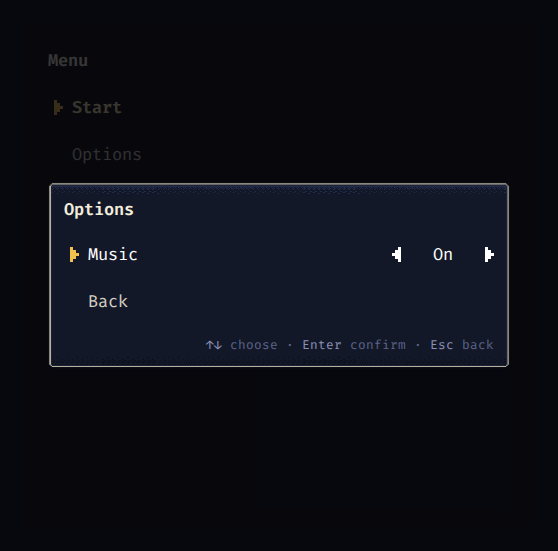 Menu
Start
Options
Options
Music On
Back
↑↓ choose · Enter confirm · Esc back